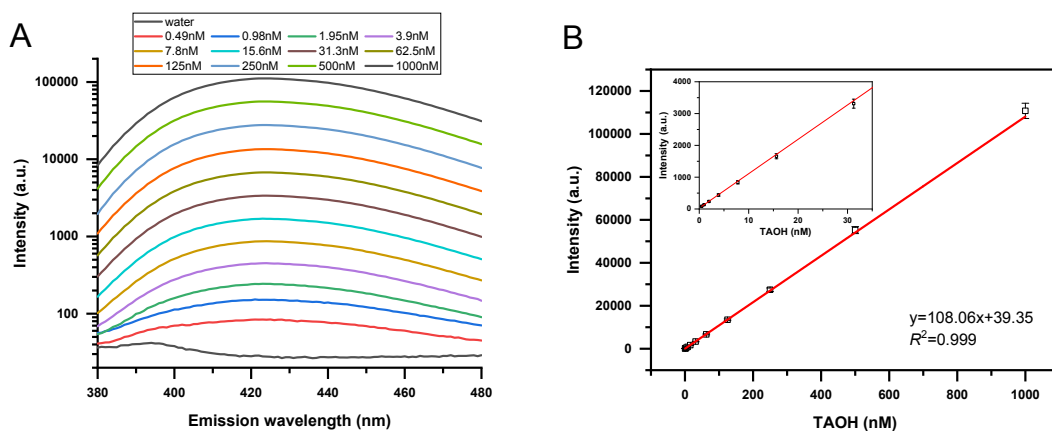 A
water
0.49nM 0.98nM 1.95nM 3.9nM
7.8nM 15.6nM 31.3nM 62.5nM
125nM 250nM 500nM 1000nM
100000
10000
1000
100
Intensity (a.u.)
380 400 420 440 460 480
Emission wavelength (nm)
B
120000
100000
80000
60000
40000
20000
0
Intensity (a.u.)
4000
3000
2000
1000
0
Intensity (a.u.)
0 10 20 30
TAOH (nM)
y=108.06x+39.35
R²=0.999
0 200 400 600 800 1000
TAOH (nM)